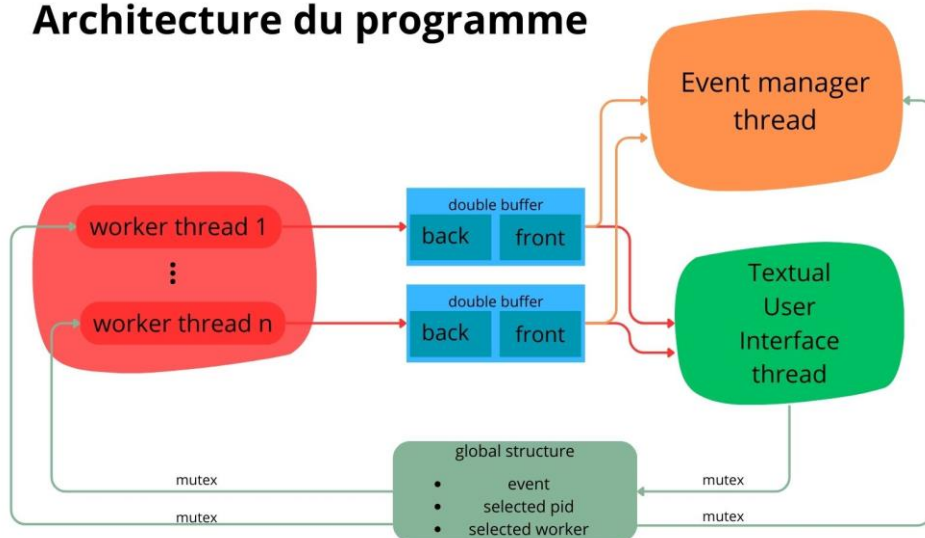 Architecture du programme
Event manager
thread
worker thread 1
worker thread n
double buffer
back
front
double buffer
back
front
Textual
User
Interface
thread
global structure
• event
• selected pid
• selected worker
mutex
mutex
mutex
mutex